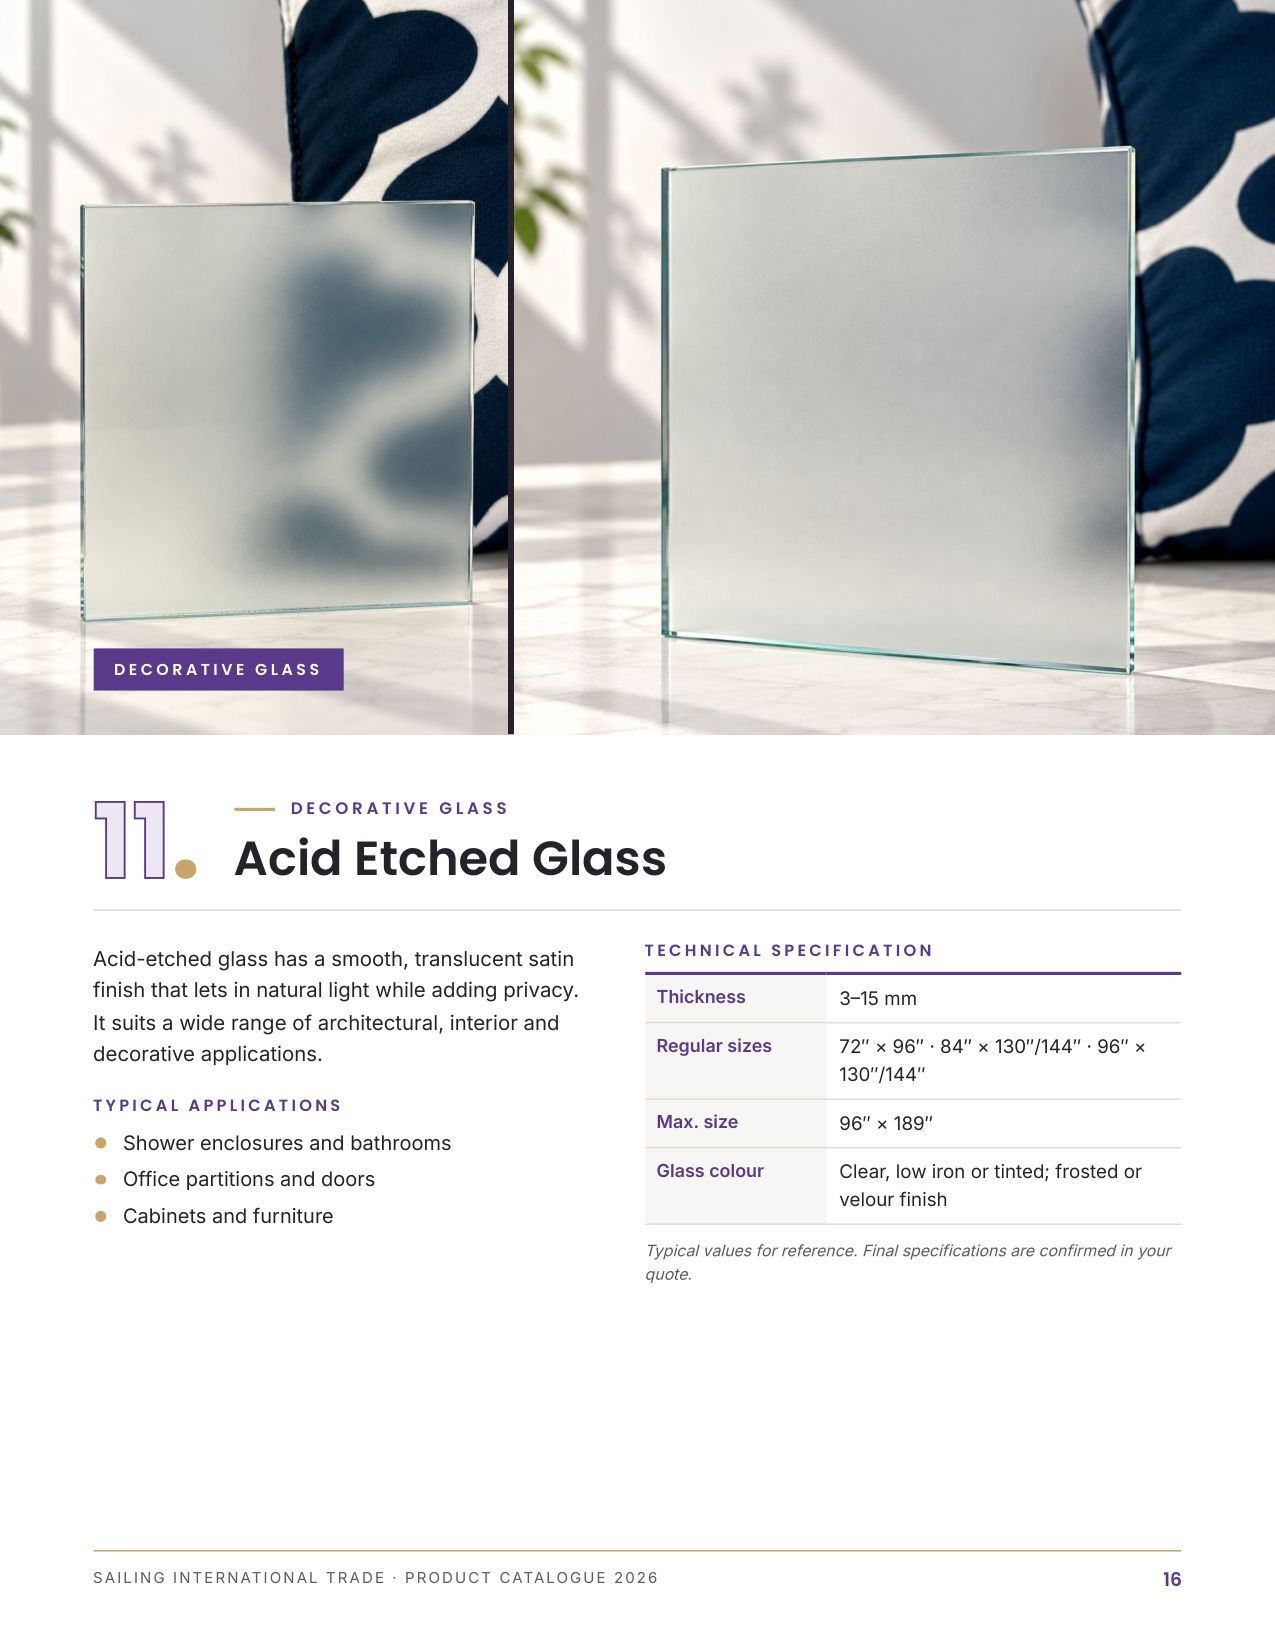 DECORATIVE GLASS
11.
DECORATIVE GLASS
Acid Etched Glass
Acid-etched glass has a smooth, translucent satin
finish that lets in natural light while adding privacy.
It suits a wide range of architectural, interior and
decorative applications.
TYPICAL APPLICATIONS
Shower enclosures and bathrooms
Office partitions and doors
Cabinets and furniture
TECHNICAL SPECIFICATION
Thickness 3–15 mm
Regular sizes 72″ × 96″ · 84″ × 130″/144″ · 96″ ×
130″/144″
Max. size 96″ × 189″
Glass colour Clear, low iron or tinted; frosted or
velour finish
Typical values for reference. Final specifications are confirmed in your
quote.
SAILING INTERNATIONAL TRADE · PRODUCT CATALOGUE 2026 16